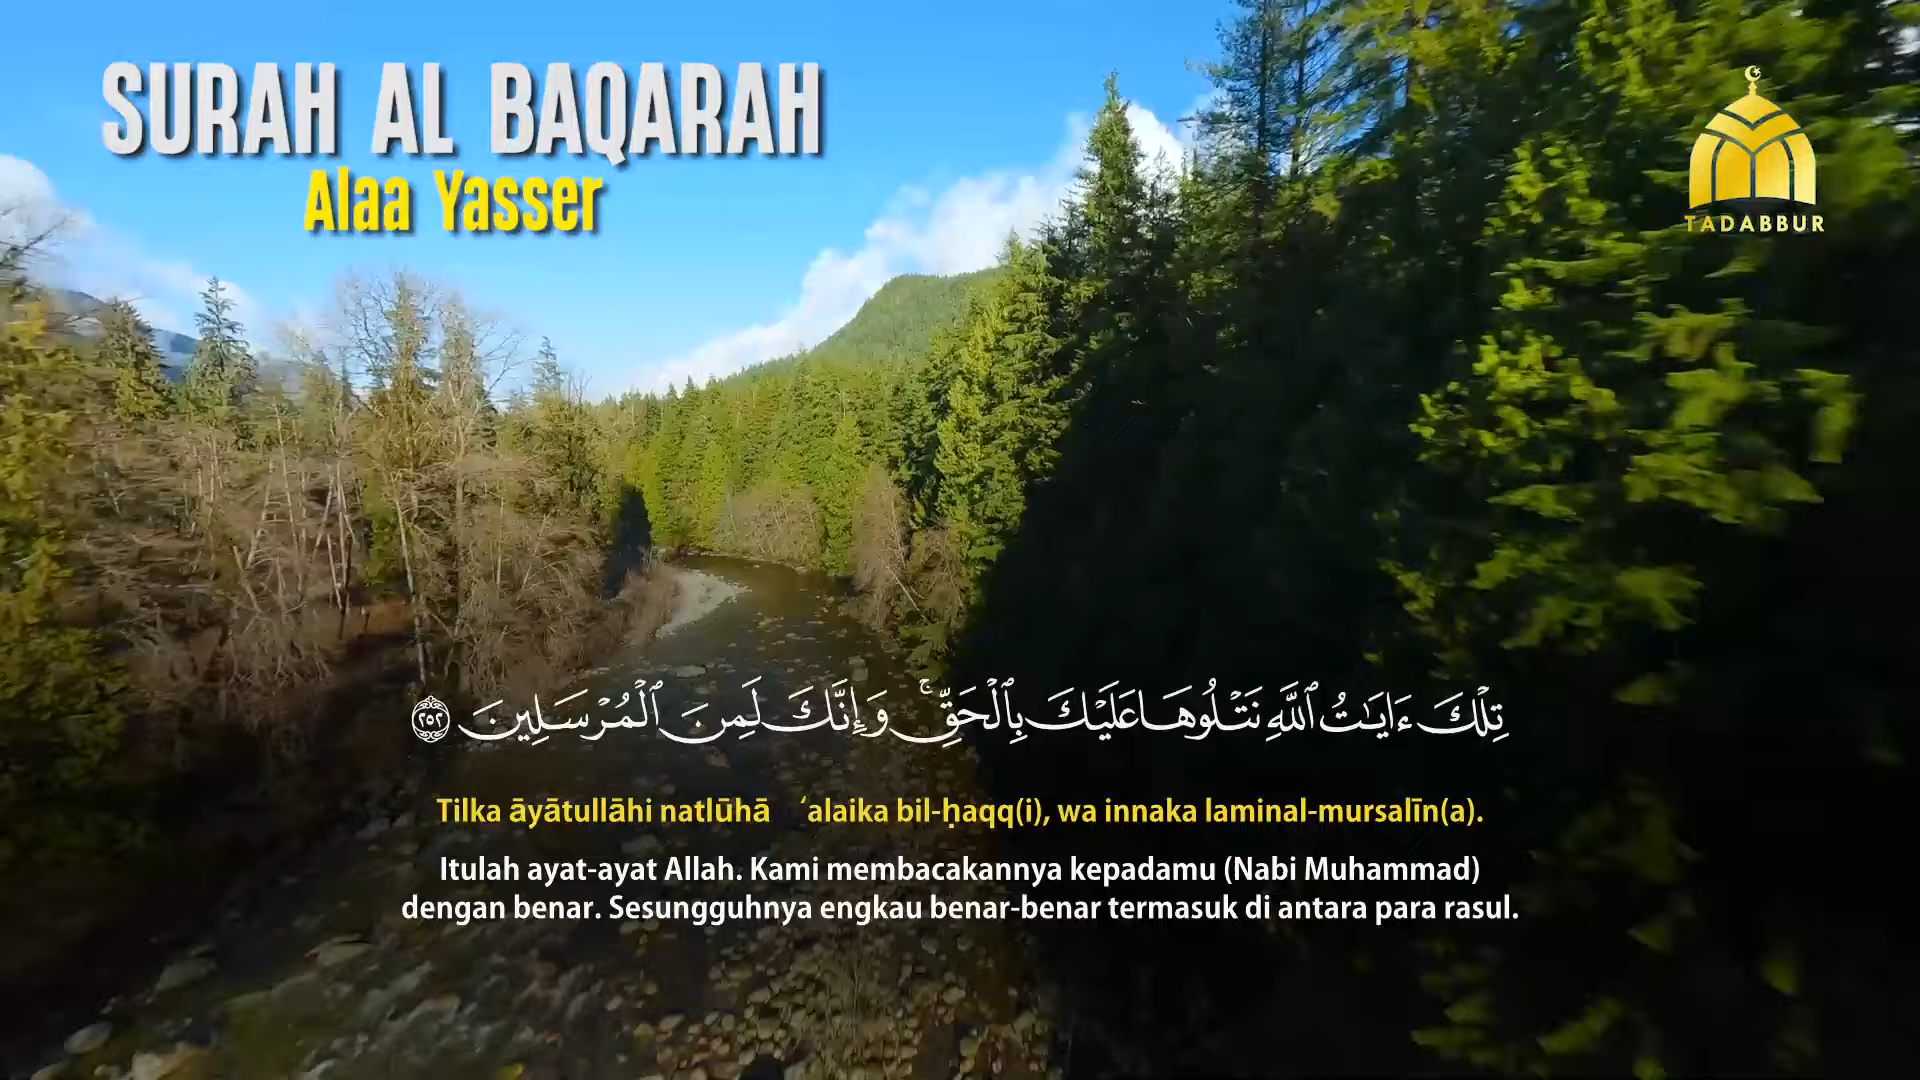 SURAH AL BAQARAH
Alaa Yasser
TADABBUR
تِلْكَ ءَايَـٰتُ ٱللَّهِ نَتْلُوهَا عَلَيْكَ بِٱلْحَقِّ ۚ وَإِنَّكَ لَمِنَ ٱلْمُرْسَلِينَ ٢٥٢
Tilka āyātullāhi natlūhā ‘alaika bil-ḥaqq(i), wa innaka laminal-mursalīn(a).
Itulah ayat-ayat Allah. Kami membacakannya kepadamu (Nabi Muhammad)
dengan benar. Sesungguhnya engkau benar-benar termasuk di antara para rasul.